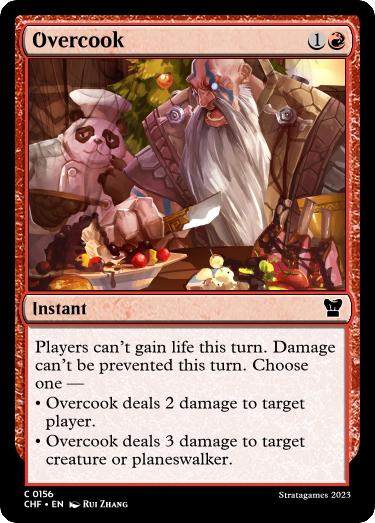 Overcook 1
Instant
Players can't gain life this turn. Damage
can't be prevented this turn. Choose
one —
• Overcook deals 2 damage to target
player.
• Overcook deals 3 damage to target
creature or planeswalker.
C 0156 Stratagames 2023
CHF • EN Rui Zhang